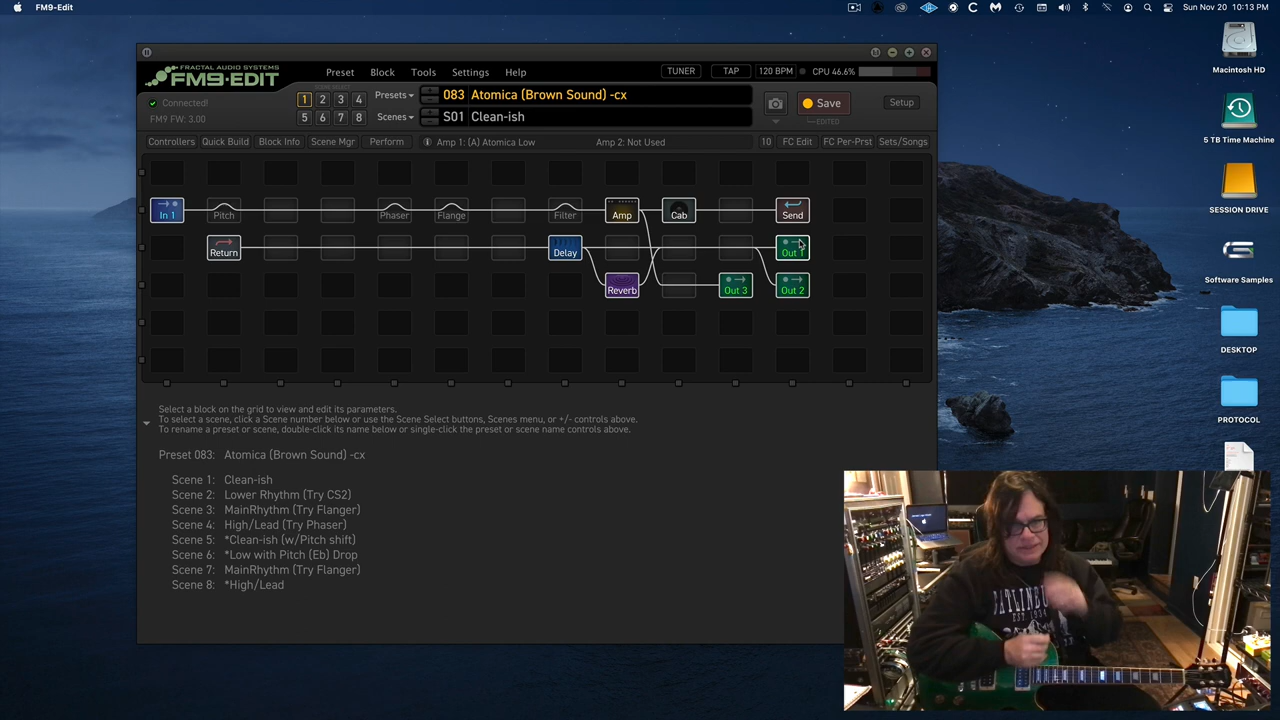 FM9-Edit
Sun Nov 20 10:13 PM
FRACTAL AUDIO SYSTEMS
FM9-EDIT
Preset Block Tools Settings Help
TUNER TAP 120 BPM CPU 46.6%
Connected!
FM9 FW: 3.00
SCENE SELECT
1 2 3 4
5 6 7 8
Presets 083 Atomica (Brown Sound) -cx
Scenes S01 Clean-ish
Save
EDITED
Setup
Controllers Quick Build Block Info Scene Mgr Perform Amp 1: (A) Atomica Low Amp 2: Not Used 10 FC Edit FC Per-Prst Sets/Songs
In 1 Pitch Phaser Flange Filter Amp Cab Send
Return Delay Out 1
Reverb Out 3 Out 2
Select a block on the grid to view and edit its parameters.
To select a scene, click a Scene number below or use the Scene Select buttons, Scenes menu, or +/- controls above.
To rename a preset or scene, double-click its name below or single-click the preset or scene name controls above.
Preset 083: Atomica (Brown Sound) -cx
Scene 1: Clean-ish
Scene 2: Lower Rhythm (Try CS2)
Scene 3: MainRhythm (Try Flanger)
Scene 4: High/Lead (Try Phaser)
Scene 5: *Clean-ish (w/Pitch shift)
Scene 6: *Low with Pitch (Eb) Drop
Scene 7: MainRhythm (Try Flanger)
Scene 8: *High/Lead
Macintosh HD
5 TB Time Machine
SESSION DRIVE
Software Samples
DESKTOP
PROTOCOL